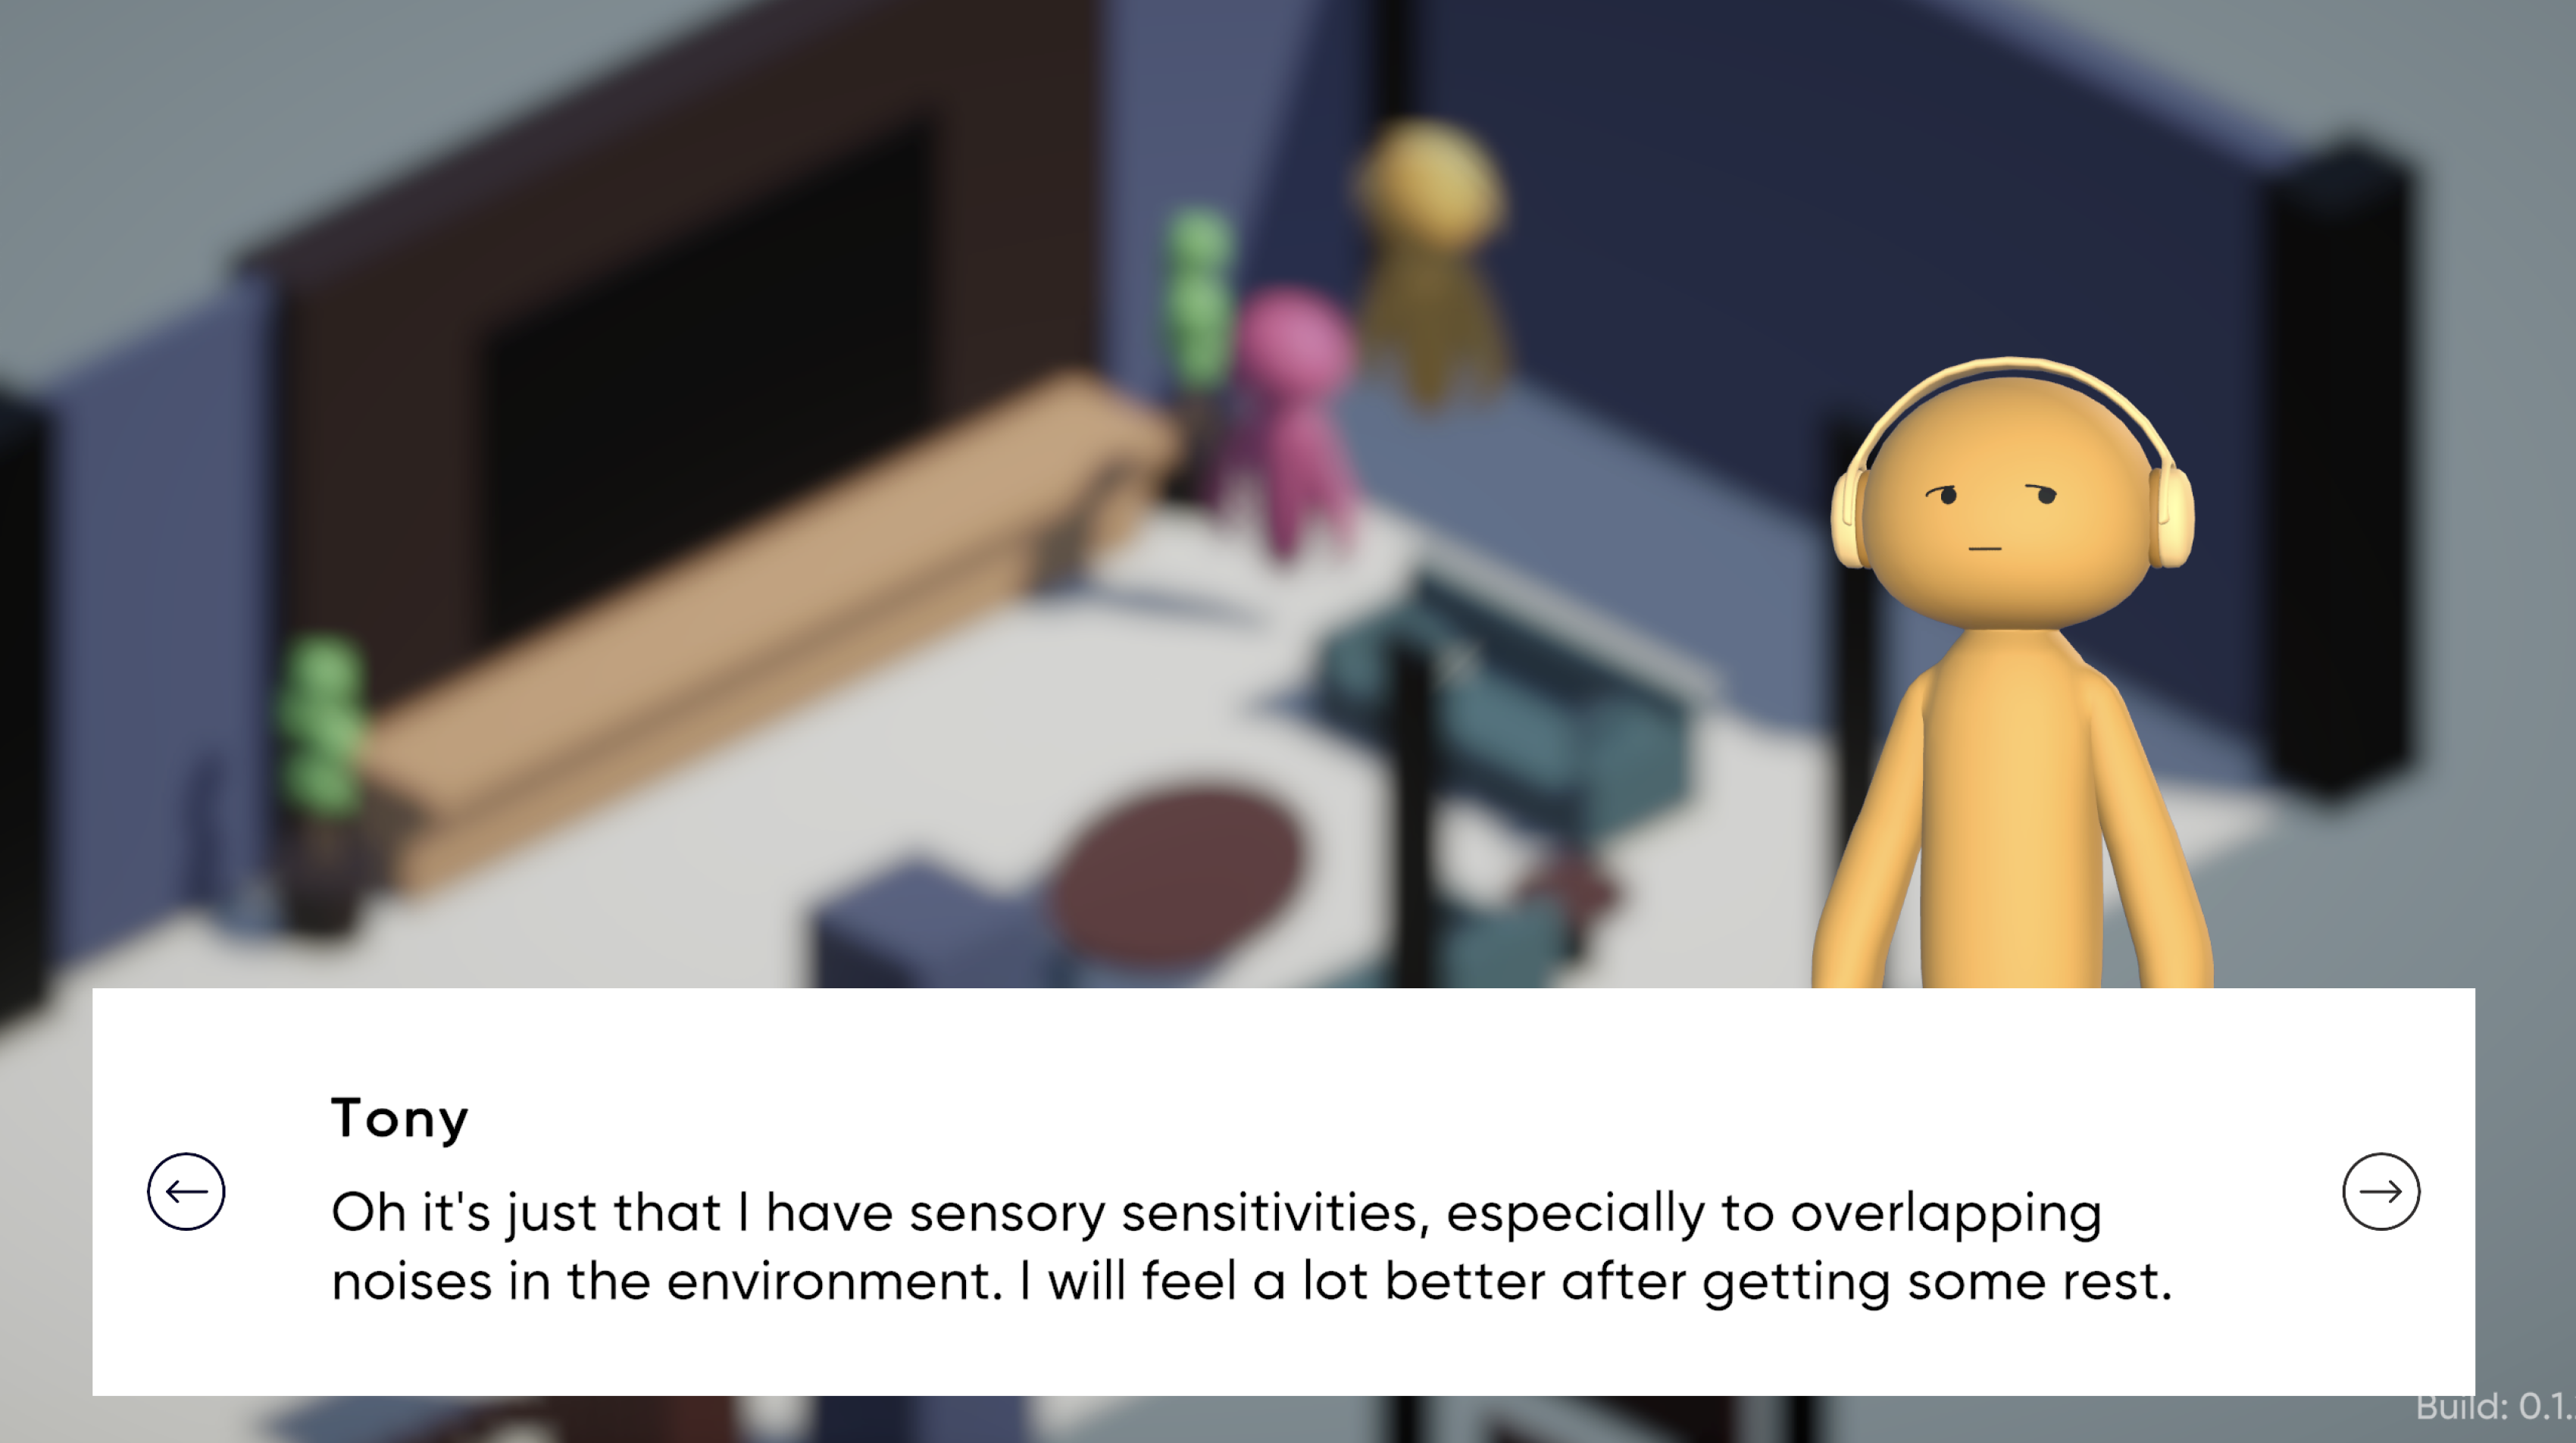 Tony
Oh it's just that I have sensory sensitivities, especially to overlapping
noises in the environment. I will feel a lot better after getting some rest.
Build: 0.1.